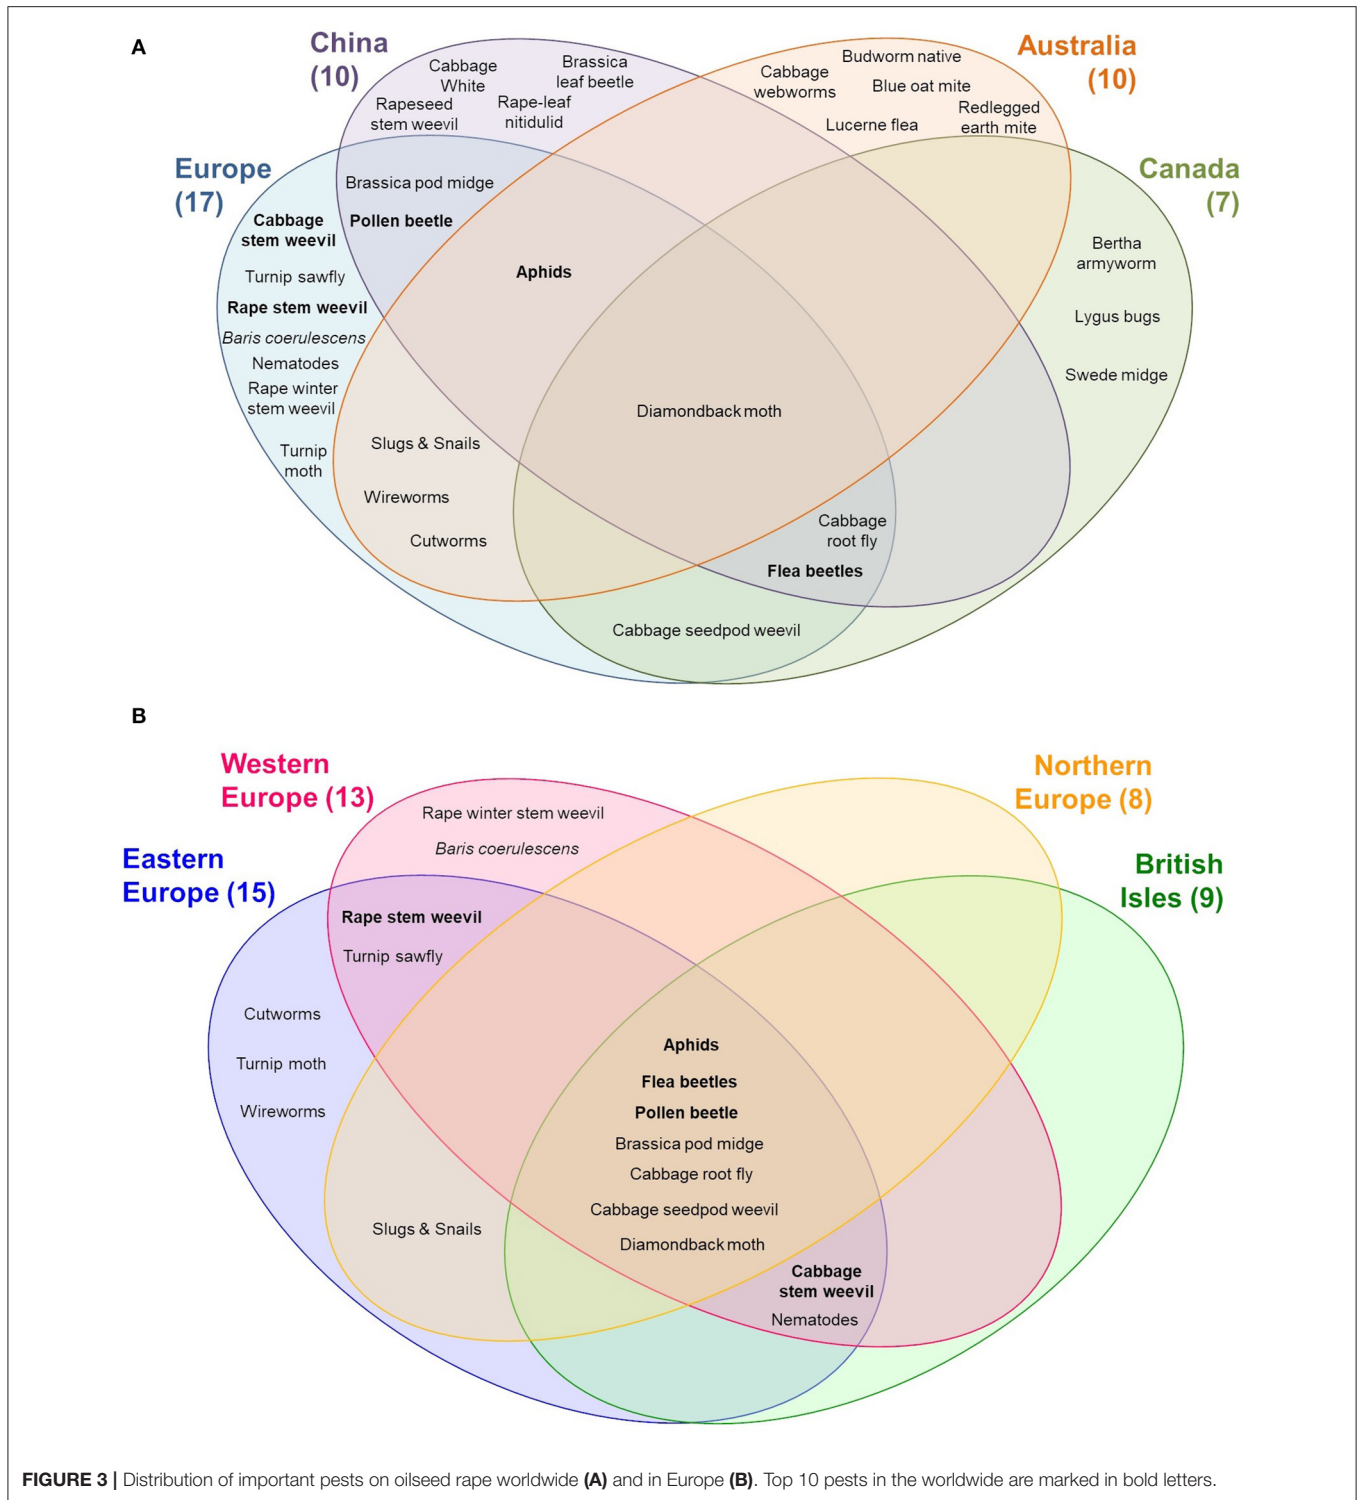 A
China
(10)
Cabbage
White
Brassica
leaf beetle
Rapeseed
stem weevil
Rape-leaf
nitidulid
Australia
(10)
Budworm native
Cabbage
webworms
Blue oat mite
Redlegged
earth mite
Lucerne flea
Europe
(17)
Canada
(7)
Brassica pod midge
Pollen beetle
Cabbage
stem weevil
Turnip sawfly
Rape stem weevil
Baris coerulescens
Nematodes
Rape winter
stem weevil
Turnip
moth
Aphids
Bertha
armyworm
Lygus bugs
Swede midge
Diamondback moth
Slugs & Snails
Wireworms
Cutworms
Cabbage
root fly
Flea beetles
Cabbage seedpod weevil
B
Western
Europe (13)
Northern
Europe (8)
Rape winter stem weevil
Baris coerulescens
Eastern
Europe (15)
British
Isles (9)
Rape stem weevil
Turnip sawfly
Cutworms
Turnip moth
Wireworms
Aphids
Flea beetles
Pollen beetle
Brassica pod midge
Cabbage root fly
Cabbage seedpod weevil
Diamondback moth
Slugs & Snails
Cabbage
stem weevil
Nematodes
FIGURE 3 | Distribution of important pests on oilseed rape worldwide (A) and in Europe (B). Top 10 pests in the worldwide are marked in bold letters.